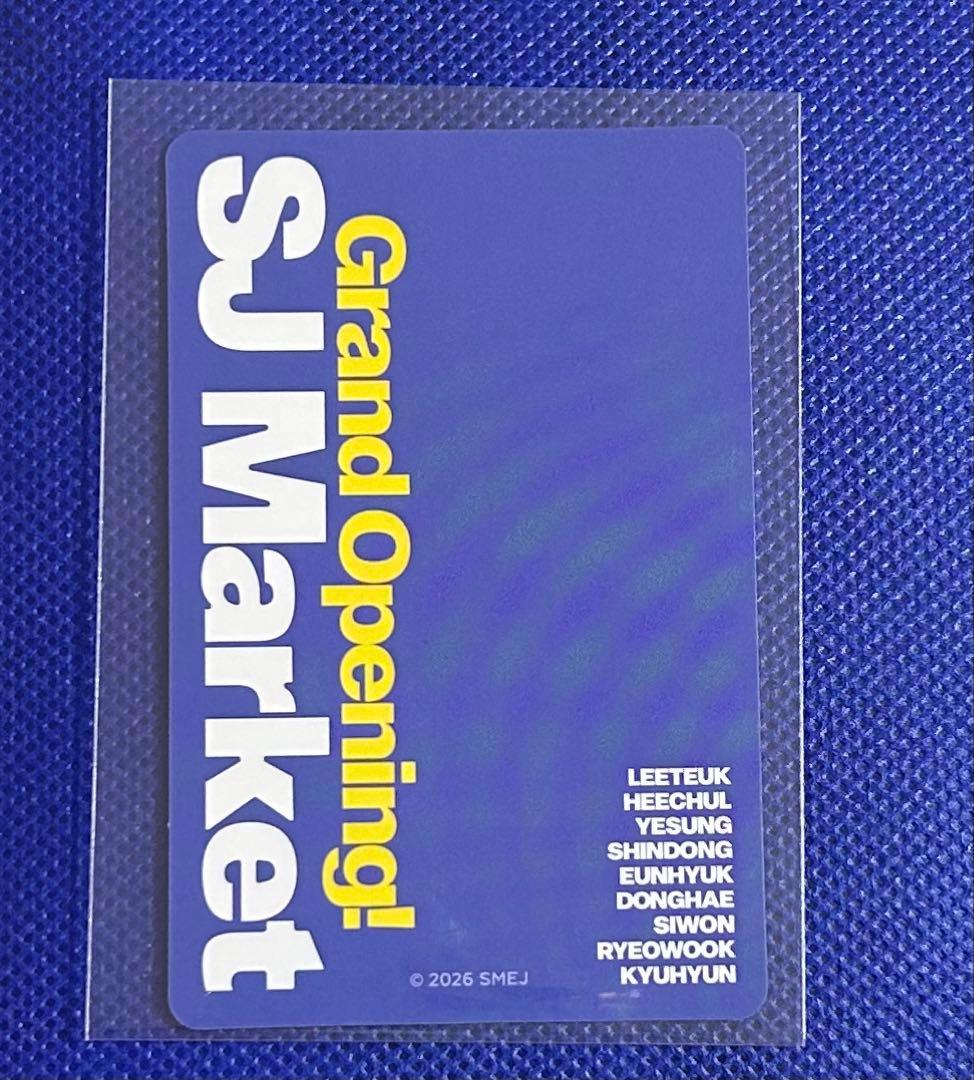 SJ Market
Grand Opening!
LEETEUK
HEECHUL
YESUNG
SHINDONG
EUNHYUK
DONGHAE
SIWON
RYEOWOOK
KYUHYUN
© 2026 SMEJ